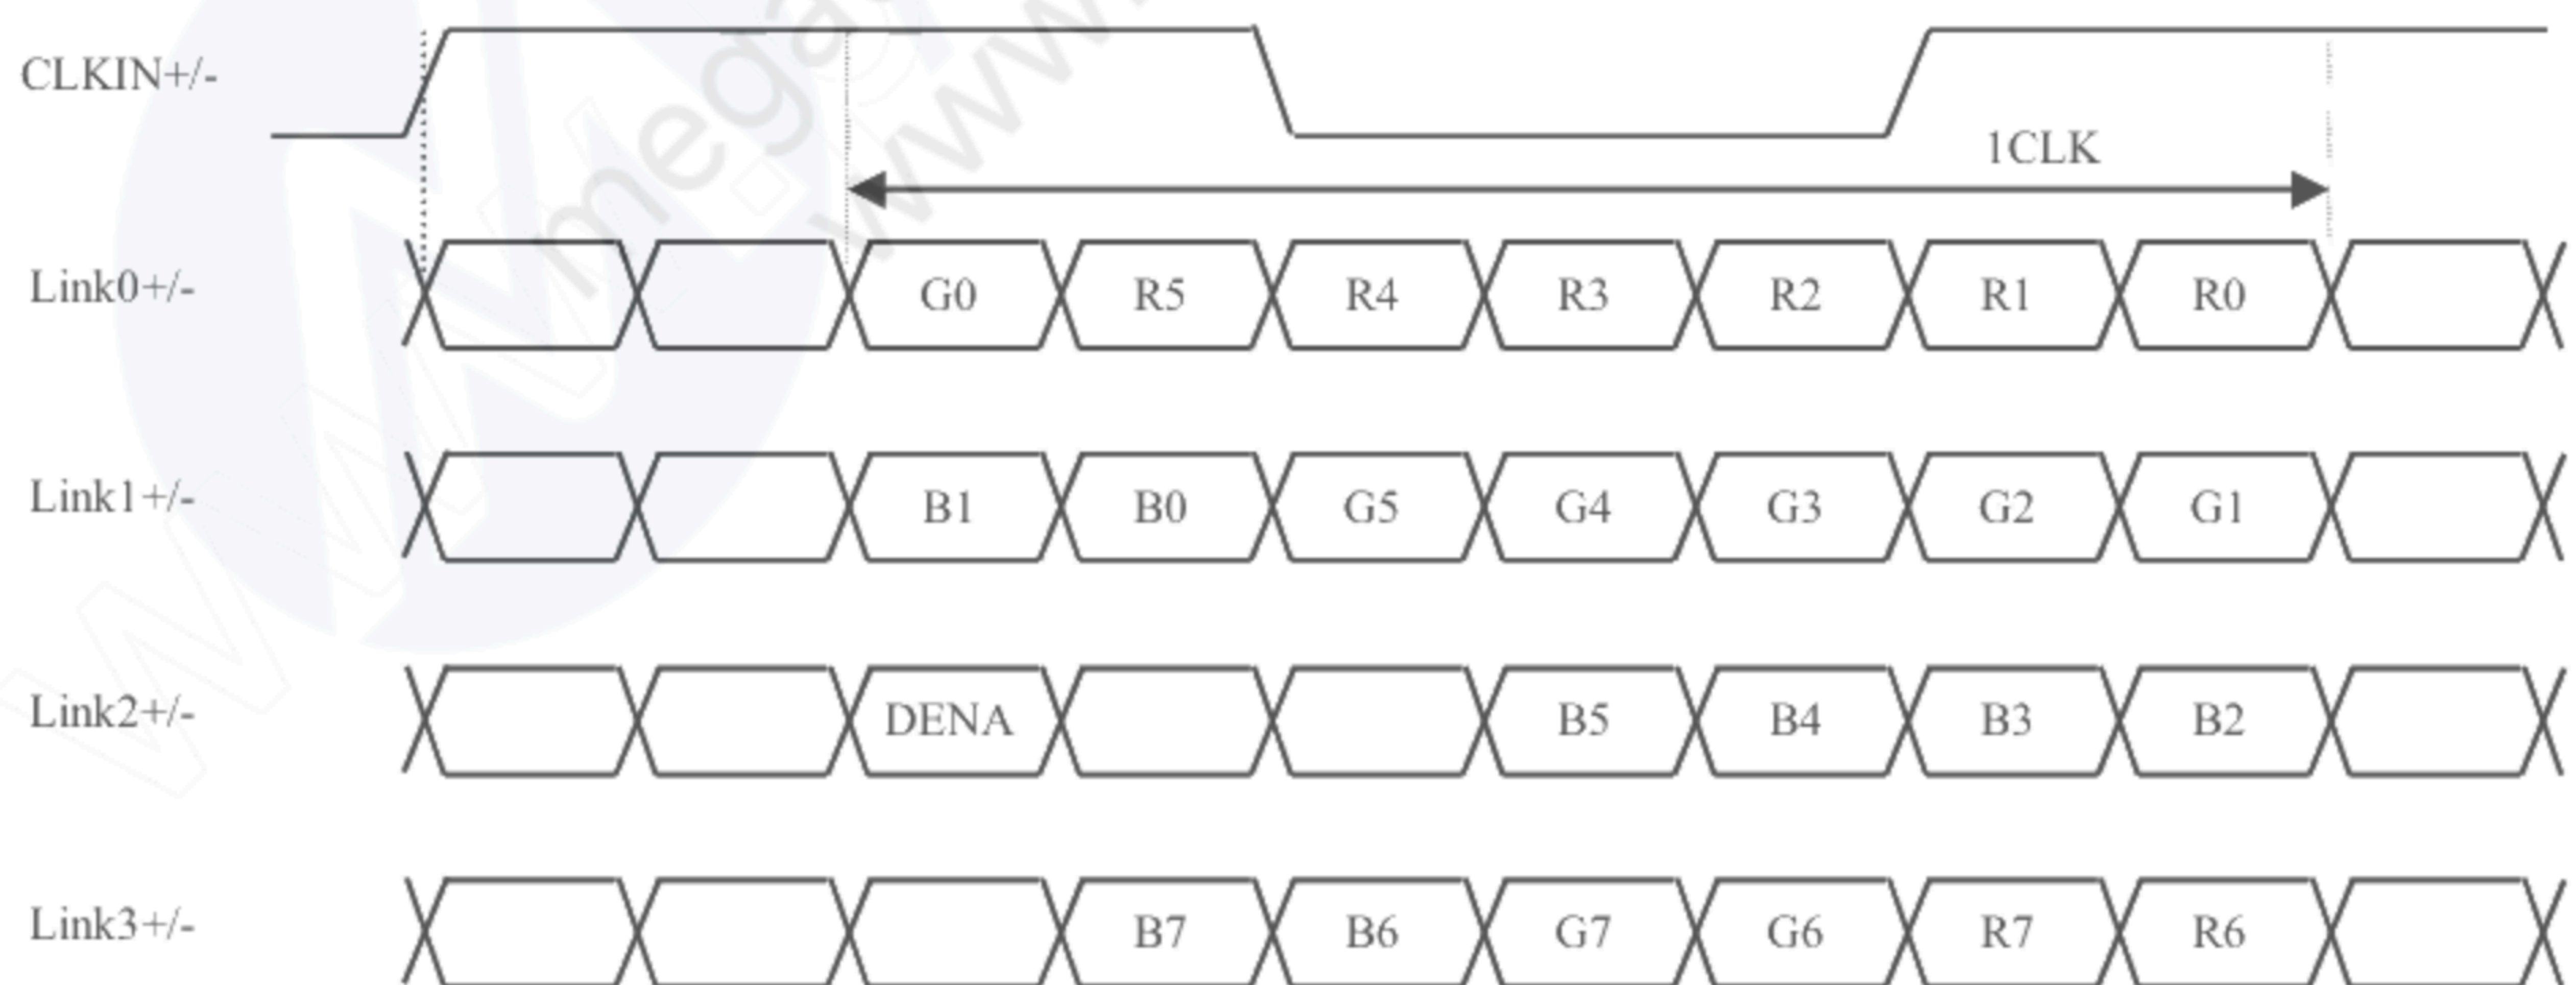 CLKIN+/-
1CLK
Link0+/- G0 R5 R4 R3 R2 R1 R0
Link1+/- B1 B0 G5 G4 G3 G2 G1
Link2+/- DENA B5 B4 B3 B2
Link3+/- B7 B6 G7 G6 R7 R6